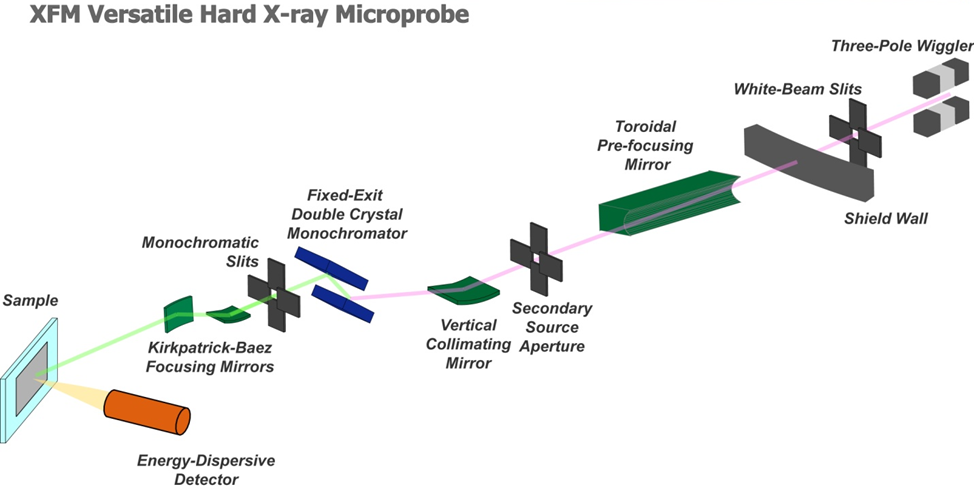 XFM Versatile Hard X-ray Microprobe
Three-Pole Wiggler
White-Beam Slits
Toroidal
Pre-focusing
Mirror
Shield Wall
Fixed-Exit
Double Crystal
Monochromator
Monochromatic
Slits
Secondary
Source
Aperture
Vertical
Collimating
Mirror
Sample
Kirkpatrick-Baez
Focusing Mirrors
Energy-Dispersive
Detector